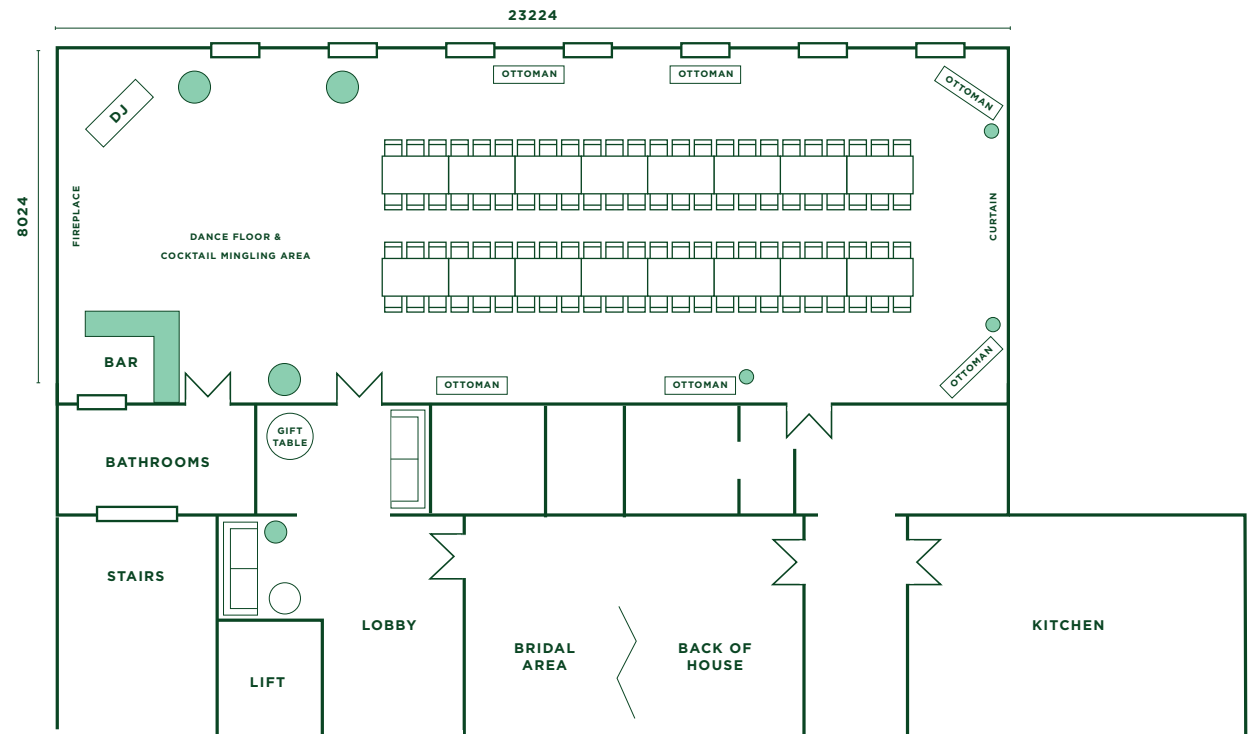 23224
OTTOMAN
OTTOMAN
OTTOMAN
DJ
8024
FIREPLACE
CURTAIN
DANCE FLOOR &
COCKTAIL MINGLING AREA
BAR
OTTOMAN
OTTOMAN
OTTOMAN
GIFT
TABLE
BATHROOMS
STAIRS
LOBBY
BRIDAL
AREA
BACK OF
HOUSE
KITCHEN
LIFT